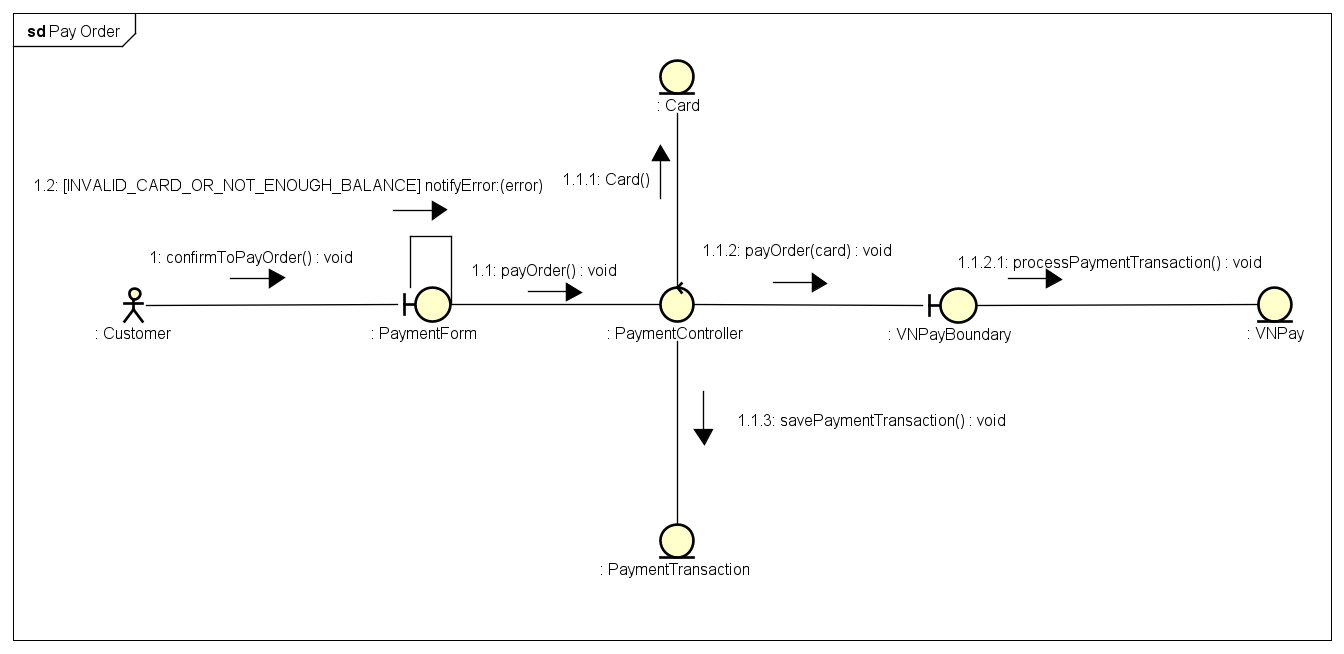 sd Pay Order
: Card
1.2: [INVALID_CARD_OR_NOT_ENOUGH_BALANCE] notifyError:(error)
1.1.1: Card()
1: confirmToPayOrder() : void
1.1: payOrder() : void
1.1.2: payOrder(card) : void
1.1.2.1: processPaymentTransaction() : void
: Customer
: PaymentForm
: PaymentController
: VNPayBoundary
: VNPay
1.1.3: savePaymentTransaction() : void
: PaymentTransaction